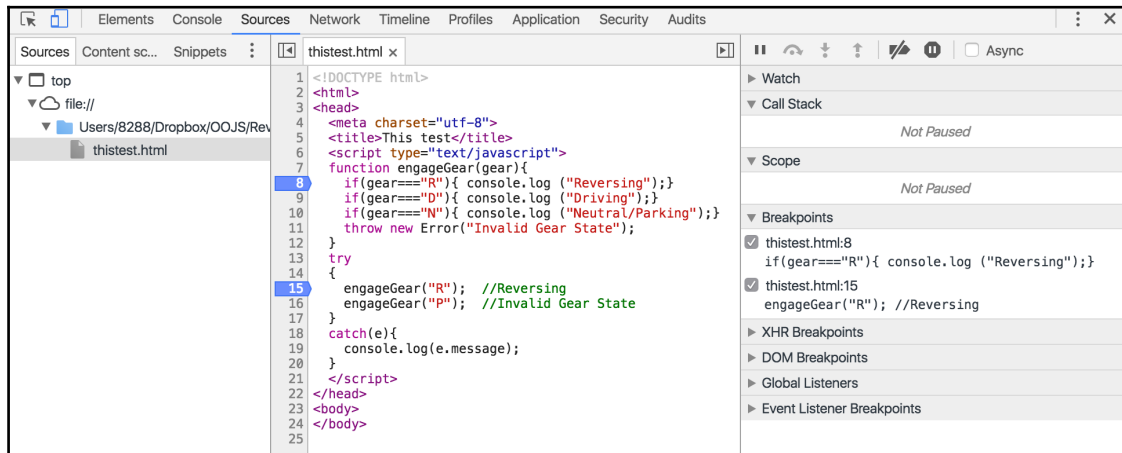 Elements Console Sources Network Timeline Profiles Application Security Audits
Sources Content sc... Snippets
top
file://
Users/8288/Dropbox/OOJS/Rev
thistest.html
thistest.html ×
1 <!DOCTYPE html>
2 <html>
3 <head>
4 <meta charset="utf-8">
5 <title>This test</title>
6 <script type="text/javascript">
7 function engageGear(gear){
8 if(gear==="R"){ console.log ("Reversing");}
9 if(gear==="D"){ console.log ("Driving");}
10 if(gear==="N"){ console.log ("Neutral/Parking");}
11 throw new Error("Invalid Gear State");
12 }
13 try
14 {
15 engageGear("R"); //Reversing
16 engageGear("P"); //Invalid Gear State
17 }
18 catch(e){
19 console.log(e.message);
20 }
21 </script>
22 </head>
23 <body>
24 </body>
25
Async
Watch
Call Stack
Not Paused
Scope
Not Paused
Breakpoints
thistest.html:8
if(gear==="R"){ console.log ("Reversing");}
thistest.html:15
engageGear("R"); //Reversing
XHR Breakpoints
DOM Breakpoints
Global Listeners
Event Listener Breakpoints